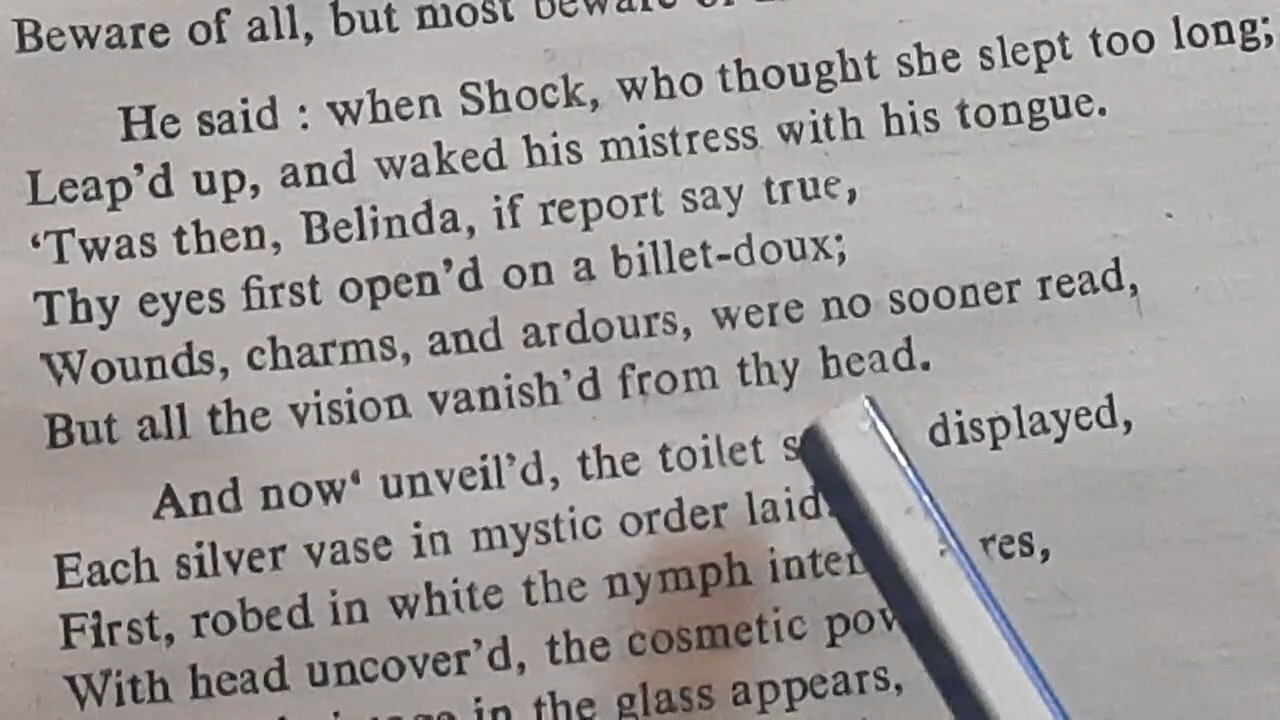 Beware of all, but most beware of
He said : when Shock, who thought she slept too long;
Leap’d up, and waked his mistress with his tongue.
‘Twas then, Belinda, if report say true,
Thy eyes first open’d on a billet-doux;
Wounds, charms, and ardours, were no sooner read,
But all the vision vanish’d from thy head.
And now‘ unveil’d, the toilet displayed,
Each silver vase in mystic order laid
First, robed in white the nymph
With head uncover’d, the cosmetic
in the glass appears,